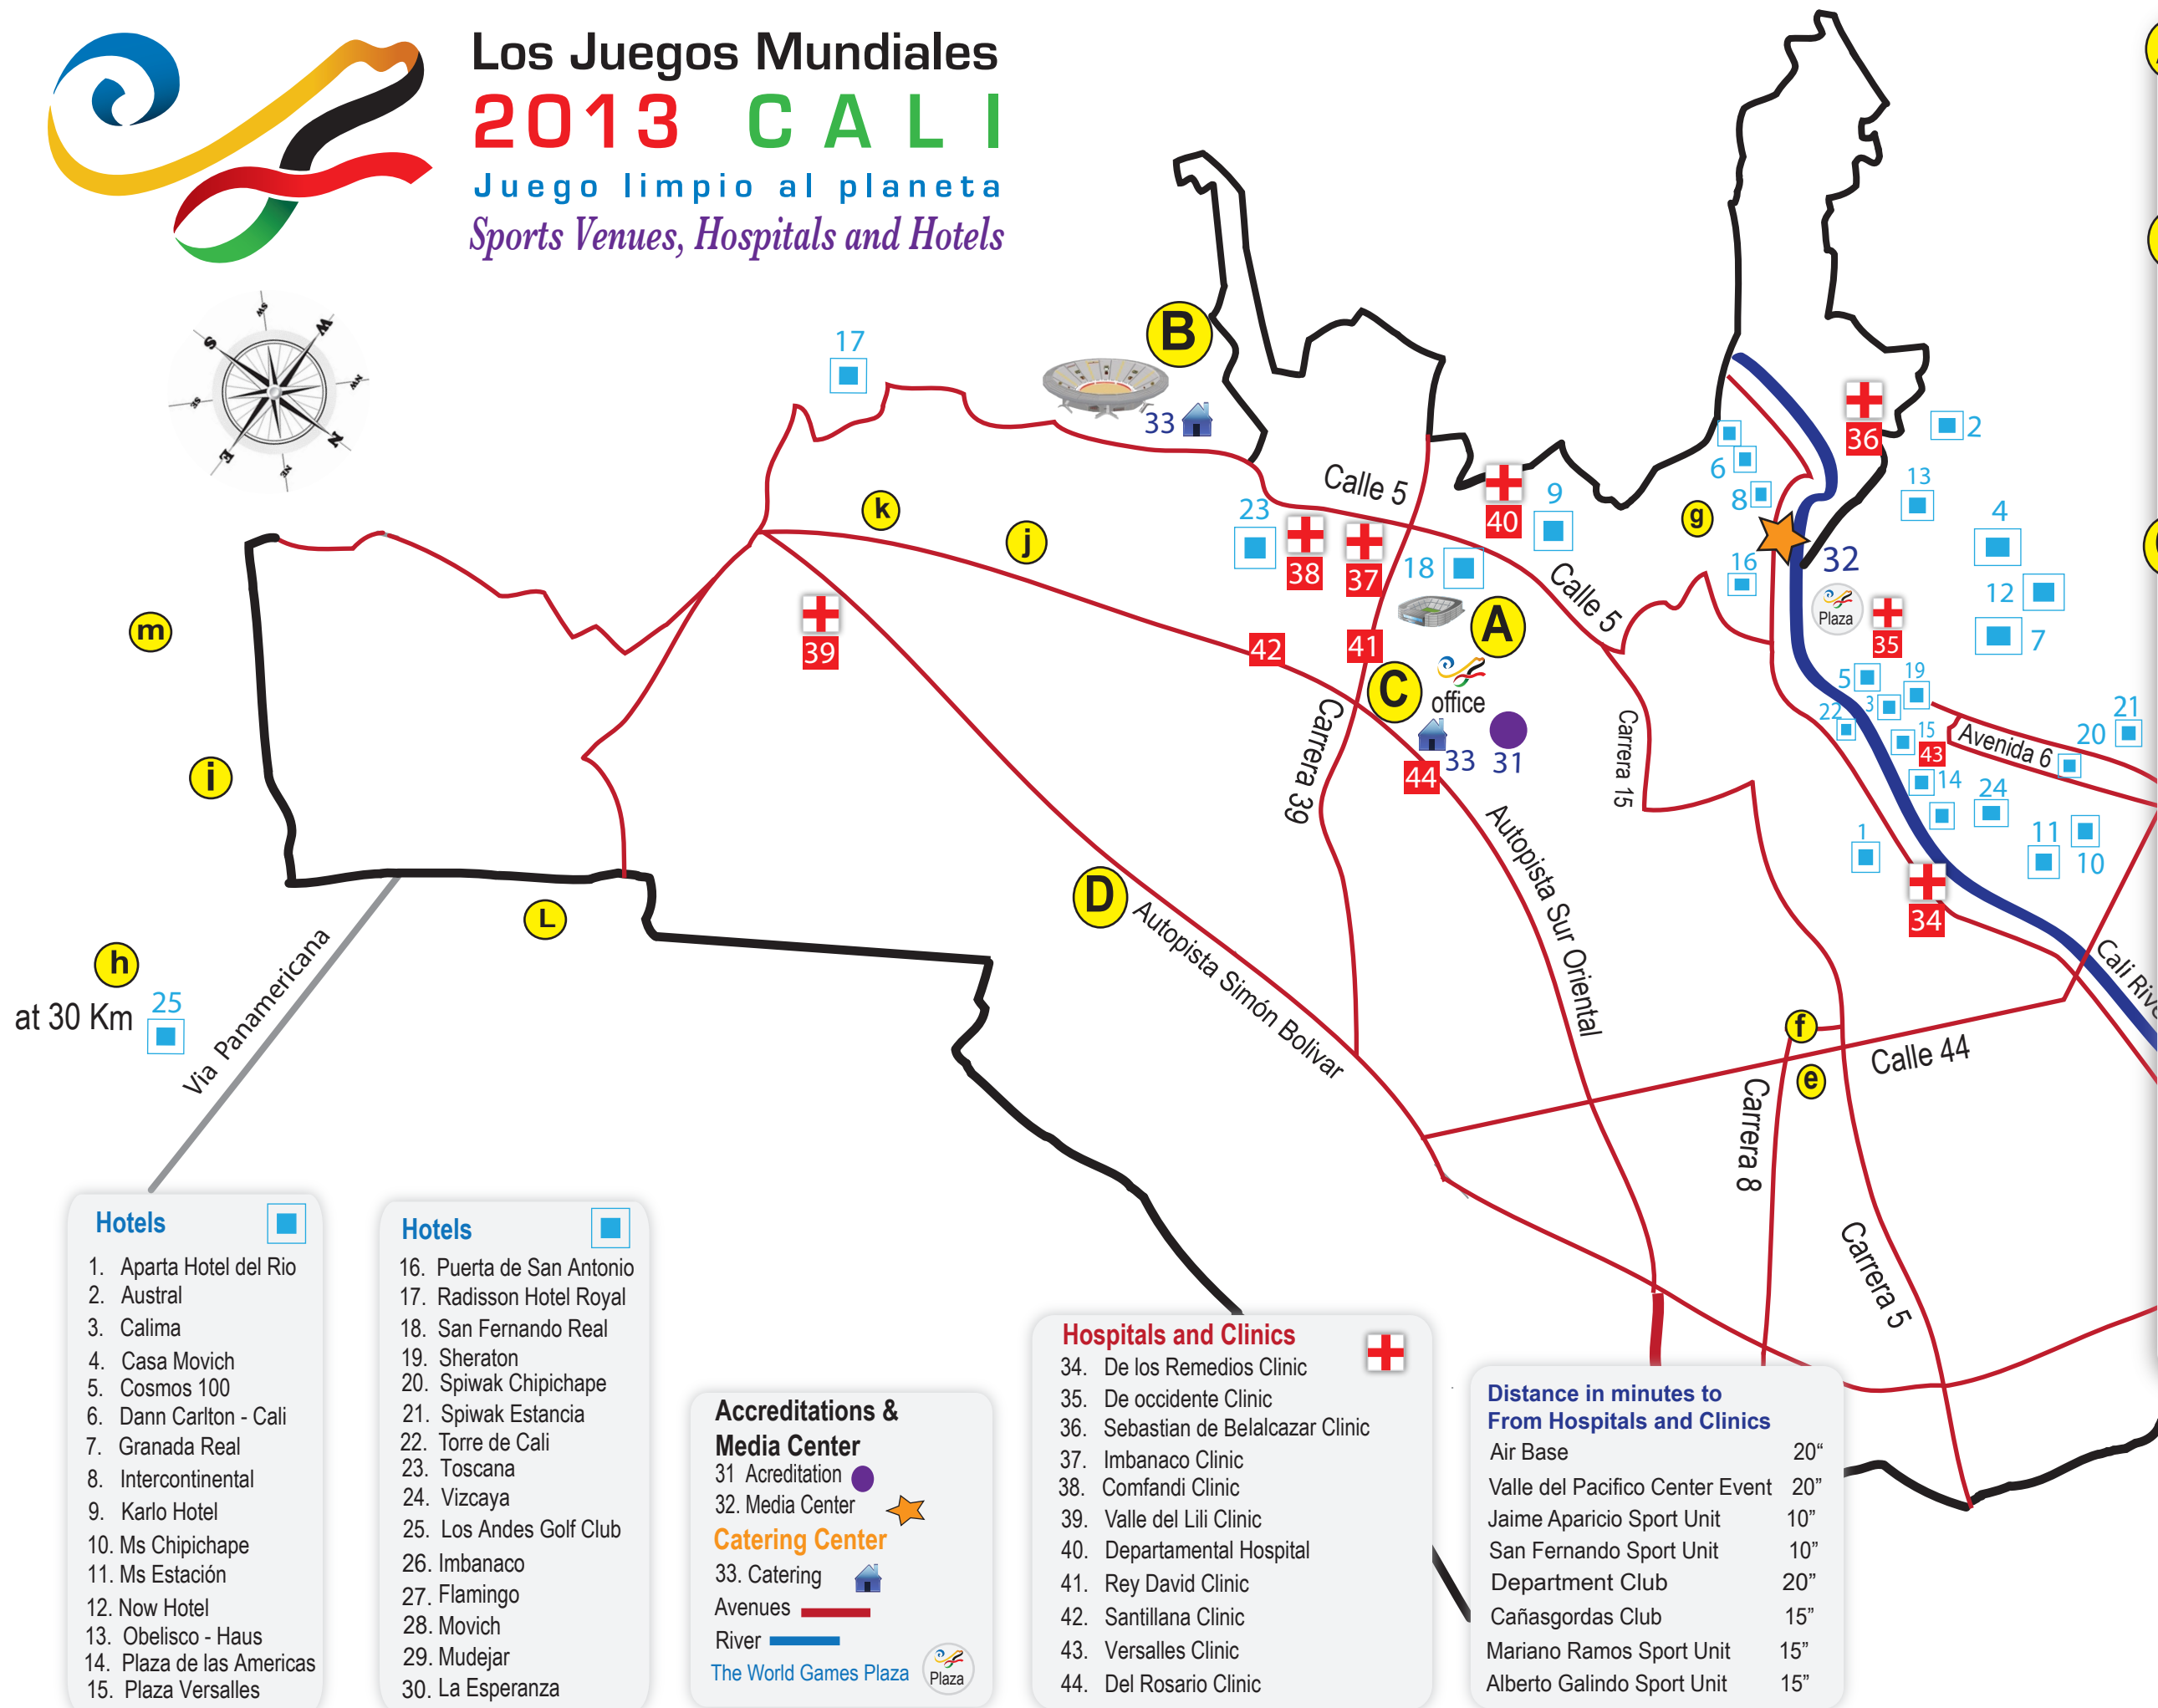 Los Juegos Mundiales
2013 CALI
Juego limpio al planeta
Sports Venues, Hospitals and Hotels
S
SW
W
NW
N
NE
E
SE
17
B
33
k
j
Calle 5
23
38
37
40
9
18
A
6
8
g
36
2
13
4
16
32
Plaza
35
12
7
Calle 5
m
39
42
41
C
office
33
31
44
Carrera 39
Carrera 15
5
19
3
22
15
43
Avenida 6
20
21
14
24
1
11
10
34
i
L
h
at 30 Km
25
Via Panamericana
D
Autopista Simón Bolivar
Autopista Sur Oriental
Cali
f
e
Calle 44
Carrera 8
Carrera 5
Hotels
1. Aparta Hotel del Rio
2. Austral
3. Calima
4. Casa Movich
5. Cosmos 100
6. Dann Carlton - Cali
7. Granada Real
8. Intercontinental
9. Karlo Hotel
10. Ms Chipichape
11. Ms Estación
12. Now Hotel
13. Obelisco - Haus
14. Plaza de las Americas
15. Plaza Versalles
Hotels
16. Puerta de San Antonio
17. Radisson Hotel Royal
18. San Fernando Real
19. Sheraton
20. Spiwak Chipichape
21. Spiwak Estancia
22. Torre de Cali
23. Toscana
24. Vizcaya
25. Los Andes Golf Club
26. Imbanaco
27. Flamingo
28. Movich
29. Mudejar
30. La Esperanza
Accreditations &
Media Center
31 Acreditation
32. Media Center
Catering Center
33. Catering
Avenues
River
The World Games Plaza
Plaza
Hospitals and Clinics
34. De los Remedios Clinic
35. De occidente Clinic
36. Sebastian de Belalcazar Clinic
37. Imbanaco Clinic
38. Comfandi Clinic
39. Valle del Lili Clinic
40. Departamental Hospital
41. Rey David Clinic
42. Santillana Clinic
43. Versalles Clinic
44. Del Rosario Clinic
Distance in minutes to
From Hospitals and Clinics
Air Base 20“
Valle del Pacifico Center Event 20”
Jaime Aparicio Sport Unit 10”
San Fernando Sport Unit 10”
Department Club 20”
Cañasgordas Club 15”
Mariano Ramos Sport Unit 15”
Alberto Galindo Sport Unit 15”